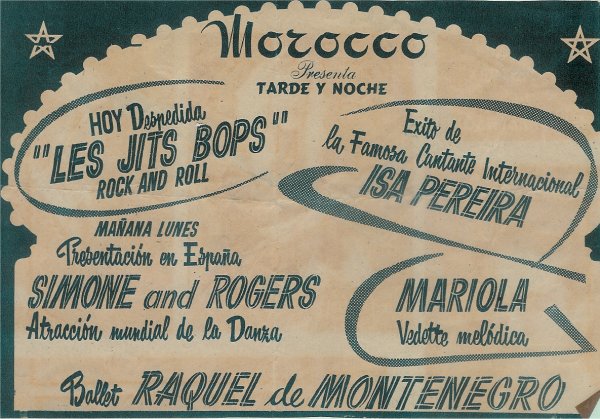 Morocco
Presenta
TARDE Y NOCHE
HOY Despedida
""LES JITS BOPS""
ROCK AND ROLL
Exito de
la Famosa Cantante Internacional
ISA PEREIRA
MAÑANA LUNES
Presentación en España
SIMONE and ROGERS
Atracción mundial de la Danza
MARIOLA
Vedette melódica
Ballet RAQUEL de MONTENEGRO